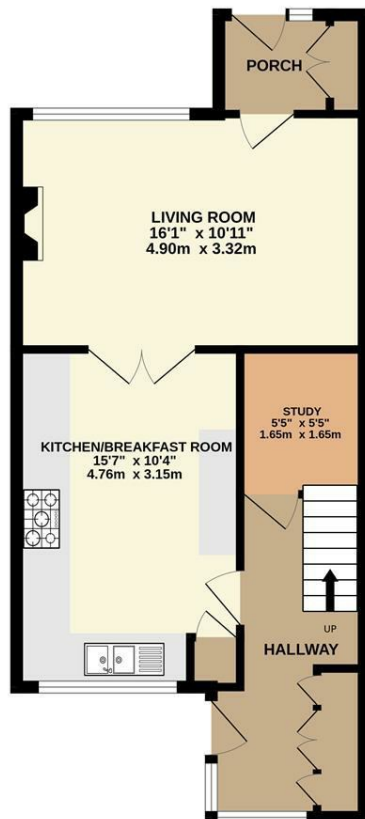 PORCH
LIVING ROOM
16'1" x 10'11"
4.90m x 3.32m
KITCHEN/BREAKFAST ROOM
15'7" x 10'4"
4.76m x 3.15m
STUDY
5'5" x 5'5"
1.65m x 1.65m
UP
HALLWAY